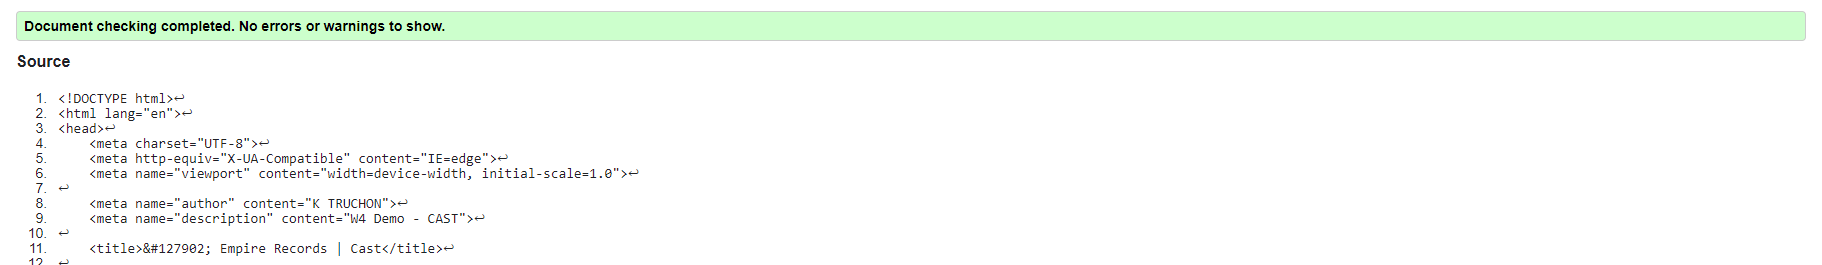 Document checking completed. No errors or warnings to show.
Source
1. <!DOCTYPE html>↩
2. <html lang="en">↩
3. <head>↩
4. <meta charset="UTF-8">↩
5. <meta http-equiv="X-UA-Compatible" content="IE=edge">↩
6. <meta name="viewport" content="width=device-width, initial-scale=1.0">↩
7. ↩
8. <meta name="author" content="K TRUCHON">↩
9. <meta name="description" content="W4 Demo - CAST">↩
10. ↩
11. <title>&#127902; Empire Records | Cast</title>↩
12. ↩